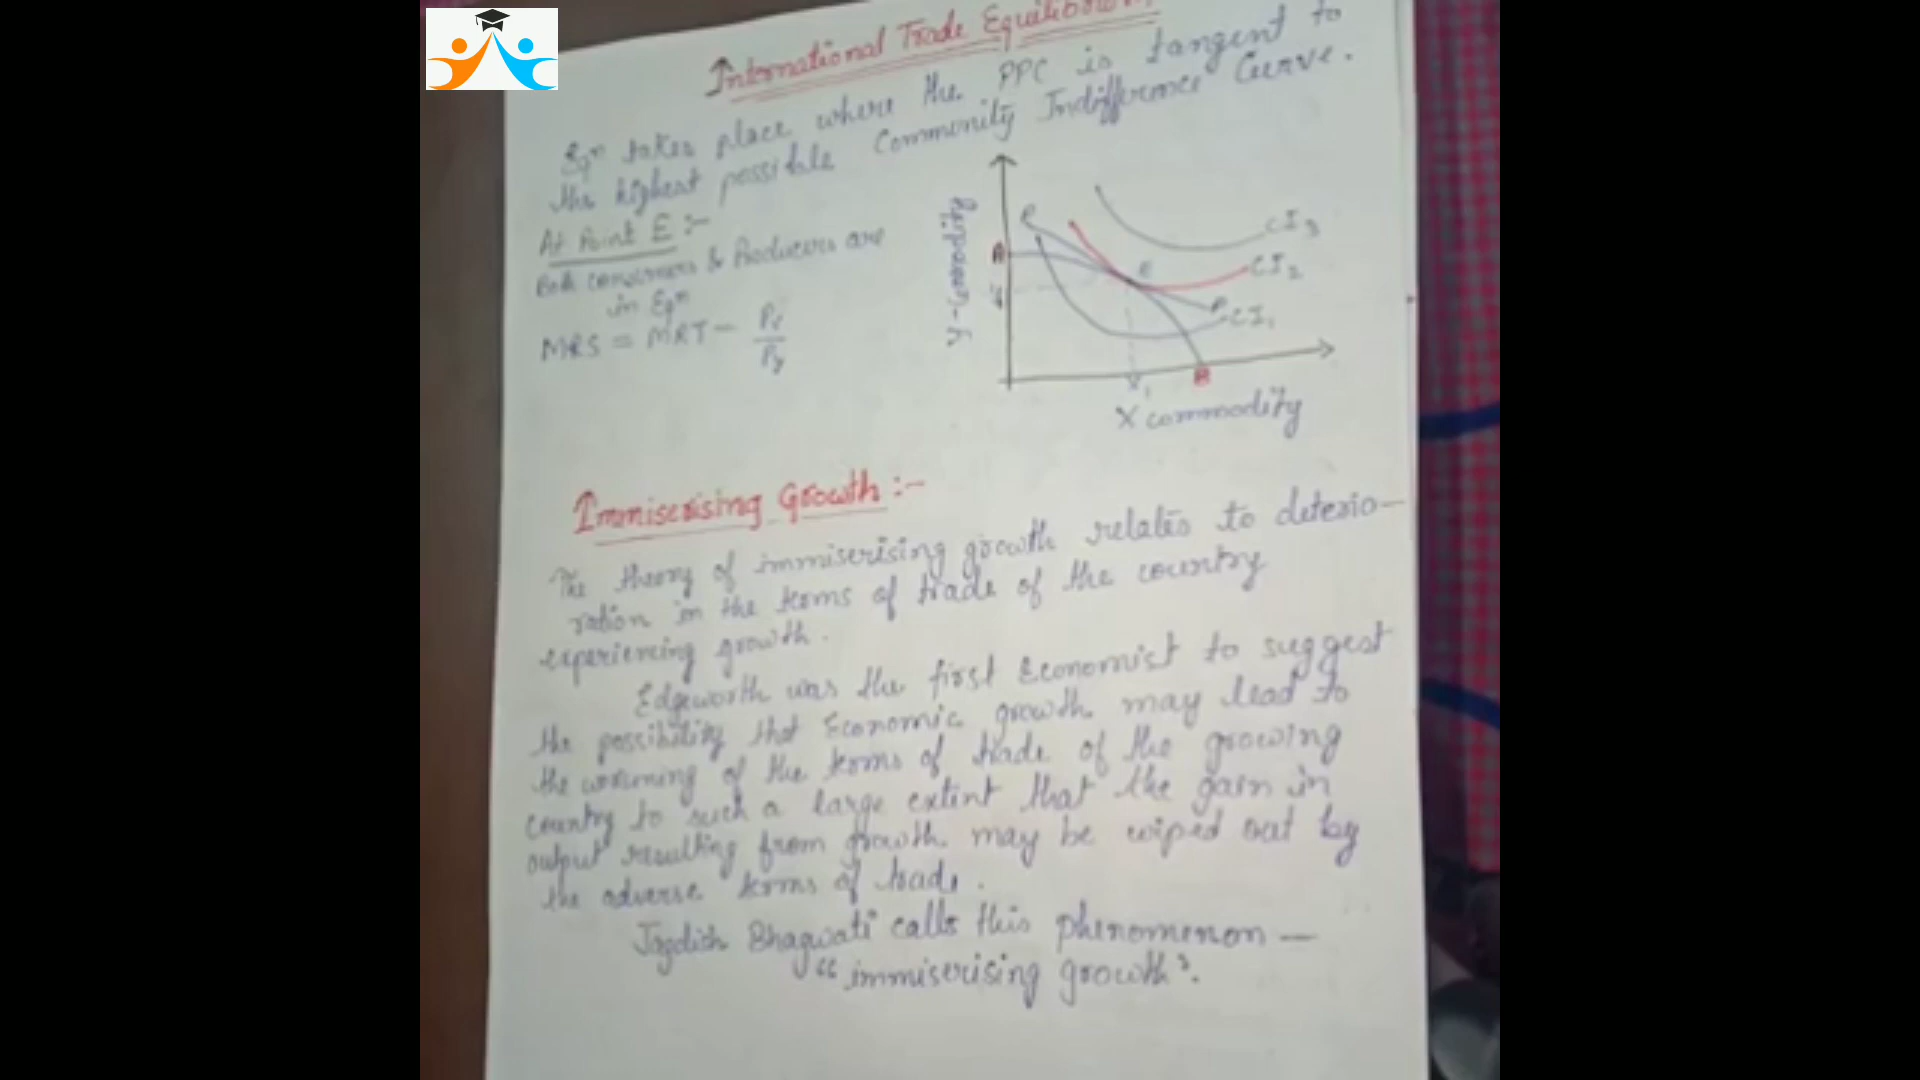 International Trade Equilibrium
Eqn takes place where the PPC is tangent to
the highest possible Community Indifference Curve.
At Point E :-
Both consumers & Producers are
in Eqn
MRS = MRT - Px
Py
Y-commodity
P
A
E
CI3
CI2
P
CI1
X1
B
X commodity
Immiserising Growth :-
The theory of immiserising growth relates to deterio-
ration in the terms of trade of the country
experiencing growth.
Edgeworth was the first Economist to suggest
the possibility that Economic growth may lead to
the worsening of the terms of trade of the growing
country to such a large extent that the gain in
output resulting from growth may be wiped out by
the adverse terms of trade.
Jagdish Bhagwati calls this phenomenon —
"immiserising growth".